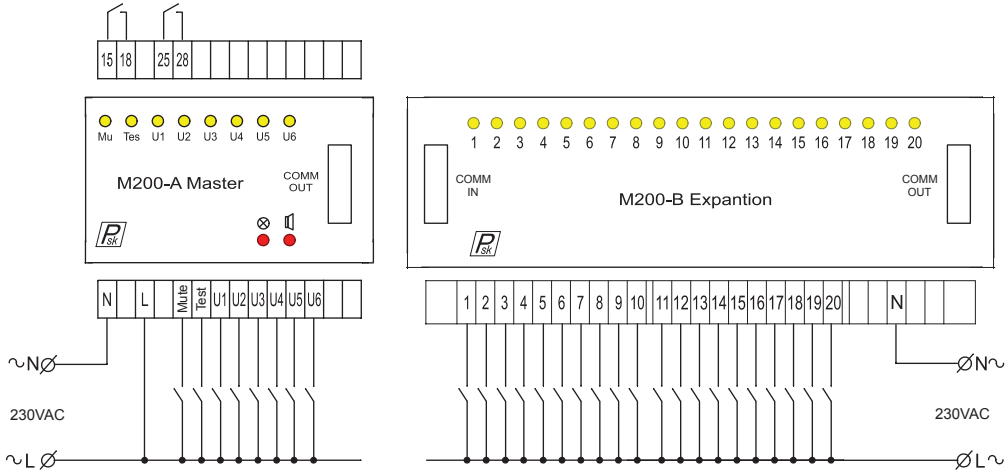 15 18 25 28
Mu Tes U1 U2 U3 U4 U5 U6
M200-A Master
COMM
OUT
Psk
N L Mute Test U1 U2 U3 U4 U5 U6
~N
230VAC
~L
1 2 3 4 5 6 7 8 9 10 11 12 13 14 15 16 17 18 19 20
COMM
IN
M200-B Expantion
COMM
OUT
Psk
1 2 3 4 5 6 7 8 9 10 11 12 13 14 15 16 17 18 19 20 N
N~
230VAC
L~